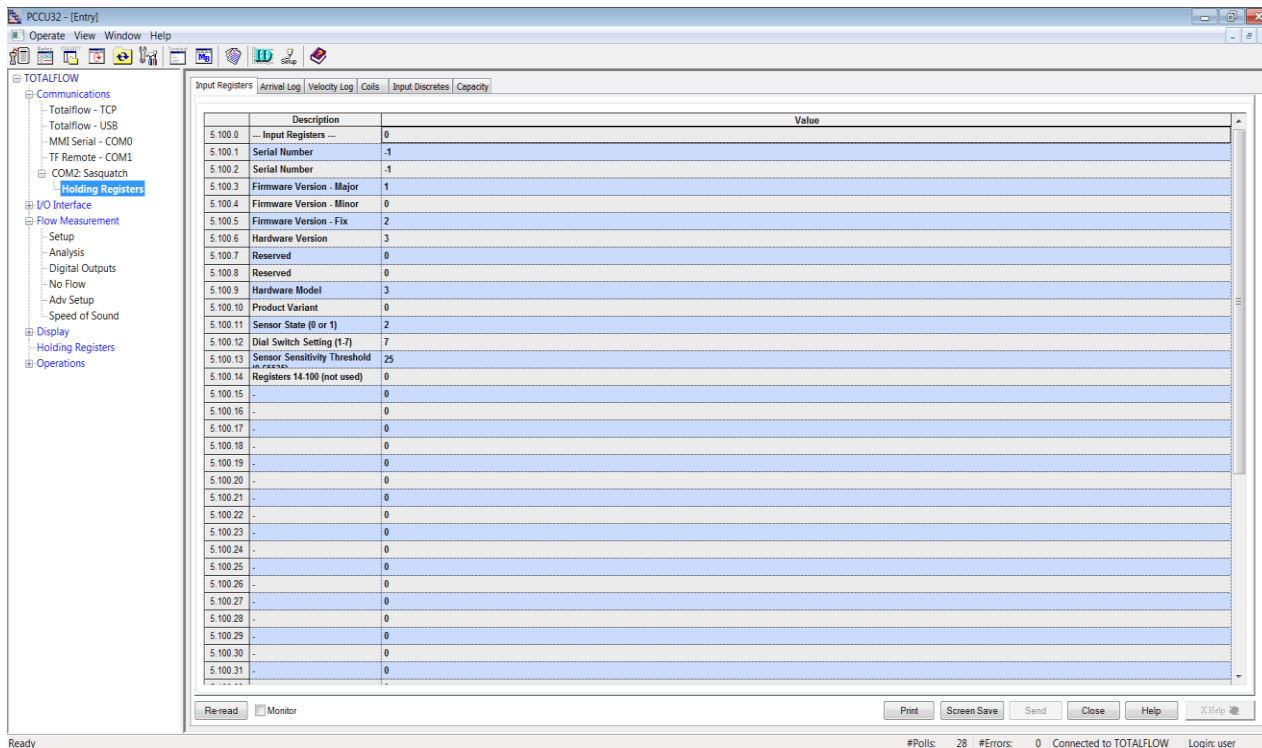 PCCU32 - [Entry]
Operate View Window Help
Setup
TOTALFLOW
Communications
Totalflow - TCP
Totalflow - USB
MMI Serial - COM0
TF Remote - COM1
COM2: Sasquatch
Holding Registers
I/O Interface
Flow Measurement
Setup
Analysis
Digital Outputs
No Flow
Adv Setup
Speed of Sound
Display
Holding Registers
Operations
Input Registers Arrival Log Velocity Log Coils Input Discretes Capacity
Description Value
5.100.0 --- Input Registers --- 0
5.100.1 Serial Number -1
5.100.2 Serial Number -1
5.100.3 Firmware Version - Major 1
5.100.4 Firmware Version - Minor 0
5.100.5 Firmware Version - Fix 2
5.100.6 Hardware Version 3
5.100.7 Reserved 0
5.100.8 Reserved 0
5.100.9 Hardware Model 3
5.100.10 Product Variant 0
5.100.11 Sensor State (0 or 1) 2
5.100.12 Dial Switch Setting (1-7) 7
5.100.13 Sensor Sensitivity Threshold 25
5.100.14 Registers 14-100 (not used) 0
5.100.15 - 0
5.100.16 - 0
5.100.17 - 0
5.100.18 - 0
5.100.19 - 0
5.100.20 - 0
5.100.21 - 0
5.100.22 - 0
5.100.23 - 0
5.100.24 - 0
5.100.25 - 0
5.100.26 - 0
5.100.27 - 0
5.100.28 - 0
5.100.29 - 0
5.100.30 - 0
5.100.31 - 0
Re-read Monitor Print Screen Save Send Close Help X Help
Ready #Polls: 28 #Errors: 0 Connected to TOTALFLOW Login: user